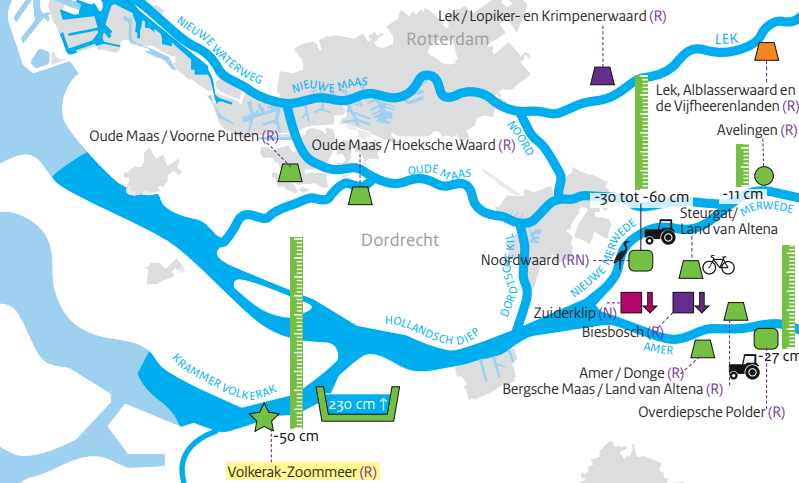 Lek / Lopiker- en Krimpenerwaard (R)
NIEUWE WATERWEG
Rotterdam
LEK
NIEUWE MAAS
Lek, Alblasserwaard en
de Vijfheerenlanden (R)
Avelingen (R)
Oude Maas / Voorne Putten (R)
Oude Maas / Hoeksche Waard (R)
NOORD
OUDE MAAS
-30 tot -60 cm
-11 cm
MERWEDE
Steurgat/
Land van Altena
Dordrecht
Noordwaard (RN)
NIEUWE MERWEDE
DORDTSCHE KIL
Zuiderklip (N)
Biesbosch (R)
HOLLANDSCH DIEP
AMER
-27 cm
KRAMMER VOLKERAK
Amer / Donge (R)
Bergsche Maas / Land van Altena (R)
230 cm ↑
Overdiepsche Polder (R)
-50 cm
Volkerak-Zoommeer (R)